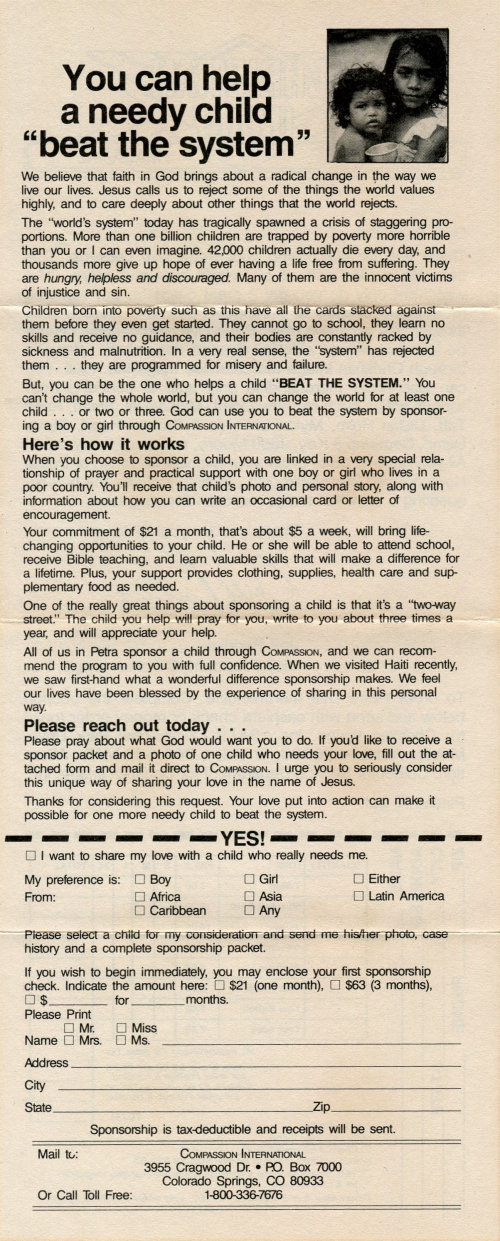 You can help
a needy child
“beat the system”
We believe that faith in God brings about a radical change in the way we
live our lives. Jesus calls us to reject some of the things the world values
highly, and to care deeply about other things that the world rejects.
The “world’s system” today has tragically spawned a crisis of staggering pro-
portions. More than one billion children are trapped by poverty more horrible
than you or I can even imagine. 42,000 children actually die every day, and
thousands more give up hope of ever having a life free from suffering. They
are hungry, helpless and discouraged. Many of them are the innocent victims
of injustice and sin.
Children born into poverty such as this have all the cards stacked against
them before they even get started. They cannot go to school, they learn no
skills and receive no guidance, and their bodies are constantly racked by
sickness and malnutrition. In a very real sense, the “system” has rejected
them . . . they are programmed for misery and failure.
But, you can be the one who helps a child “BEAT THE SYSTEM.” You
can’t change the whole world, but you can change the world for at least one
child . . . or two or three. God can use you to beat the system by sponsor-
ing a boy or girl through COMPASSION INTERNATIONAL.
Here’s how it works
When you choose to sponsor a child, you are linked in a very special rela-
tionship of prayer and practical support with one boy or girl who lives in a
poor country. You’ll receive that child’s photo and personal story, along with
information about how you can write an occasional card or letter of
encouragement.
Your commitment of $21 a month, that’s about $5 a week, will bring life-
changing opportunities to your child. He or she will be able to attend school,
receive Bible teaching, and learn valuable skills that will make a difference for
a lifetime. Plus, your support provides clothing, supplies, health care and sup-
plementary food as needed.
One of the really great things about sponsoring a child is that it’s a “two-way
street.” The child you help will pray for you, write to you about three times a
year, and will appreciate your help.
All of us in Petra sponsor a child through COMPASSION, and we can recom-
mend the program to you with full confidence. When we visited Haiti recently,
we saw first-hand what a wonderful difference sponsorship makes. We feel
our lives have been blessed by the experience of sharing in this personal
way.
Please reach out today . . .
Please pray about what God would want you to do. If you’d like to receive a
sponsor packet and a photo of one child who needs your love, fill out the at-
tached form and mail it direct to COMPASSION. I urge you to seriously consider
this unique way of sharing your love in the name of Jesus.
Thanks for considering this request. Your love put into action can make it
possible for one more needy child to beat the system.
YES!
☐ I want to share my love with a child who really needs me.
My preference is: ☐ Boy ☐ Girl ☐ Either
From: ☐ Africa ☐ Asia ☐ Latin America
☐ Caribbean ☐ Any
Please select a child for my consideration and send me his/her photo, case
history and a complete sponsorship packet.
If you wish to begin immediately, you may enclose your first sponsorship
check. Indicate the amount here: ☐ $21 (one month), ☐ $63 (3 months),
☐ $________ for ________ months.
Please Print
☐ Mr. ☐ Miss
Name ☐ Mrs. ☐ Ms. ________
Address ________
City ________
State ________ Zip ________
Sponsorship is tax-deductible and receipts will be sent.
Mail to: COMPASSION INTERNATIONAL
3955 Cragwood Dr. • P.O. Box 7000
Colorado Springs, CO 80933
Or Call Toll Free: 1-800-336-7676